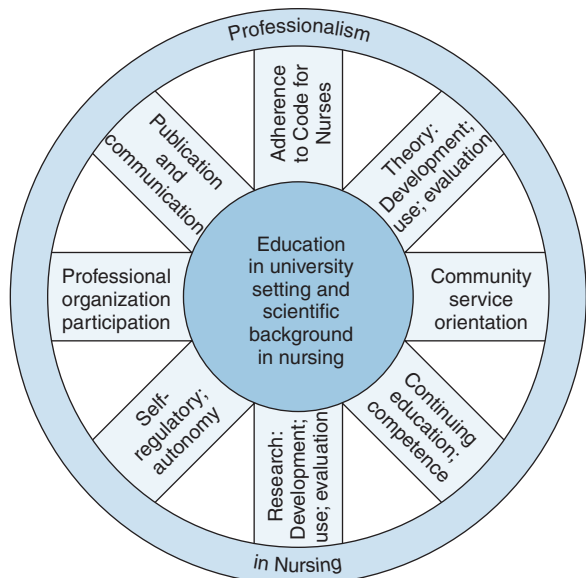 Professionalism
Adherence
to Code for
Nurses
Theory:
Development;
use; evaluation
Community
service
orientation
Continuing
education;
competence
Research:
Development;
use; evaluation
Self-
regulatory;
autonomy
Professional
organization
participation
Publication
and
communication
Education
in university
setting and
scientific
background
in nursing
in Nursing